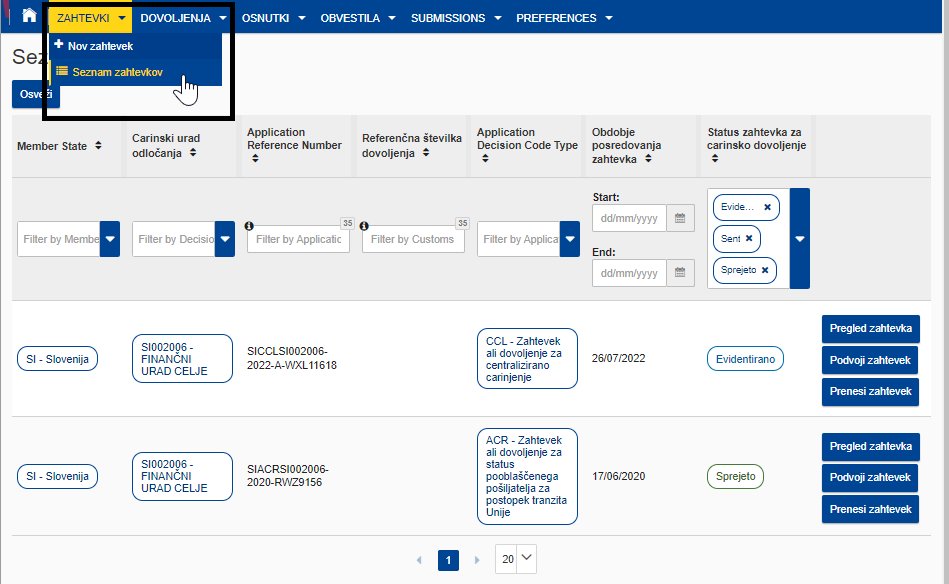 ZAHTEVKI DOVOLJENJA OSNUTKI OBVESTILA SUBMISSIONS PREFERENCES
Nov zahtevek
Seznam zahtevkov
Sez
Osveži
Member State
Carinski urad
odločanja
Application
Reference Number
Referenčna številka
dovoljenja
Application
Decision Code Type
Obdobje
posredovanja
zahtevka
Status zahtevka za
carinsko dovoljenje
Filter by Membe
Filter by Decisio
35
Filter by Applicatic
35
Filter by Customs
Filter by Applica
Start:
dd/mm/yyyy
End:
dd/mm/yyyy
Evide... ×
Sent ×
Sprejeto ×
SI - Slovenija
SI002006 -
FINANČNI
URAD CELJE
SICCLSI002006-
2022-A-WXL11618
CCL - Zahtevek
ali dovoljenje za
centralizirano
carinjenje
26/07/2022
Evidentirano
Pregled zahtevka
Podvoji zahtevek
Prenesi zahtevek
SI - Slovenija
SI002006 -
FINANČNI
URAD CELJE
SIACRSI002006-
2020-RWZ9156
ACR - Zahtevek
ali dovoljenje za
status
pooblaščenega
pošiljatelja za
postopek tranzita
Unije
17/06/2020
Sprejeto
Pregled zahtevka
Podvoji zahtevek
Prenesi zahtevek
1
20